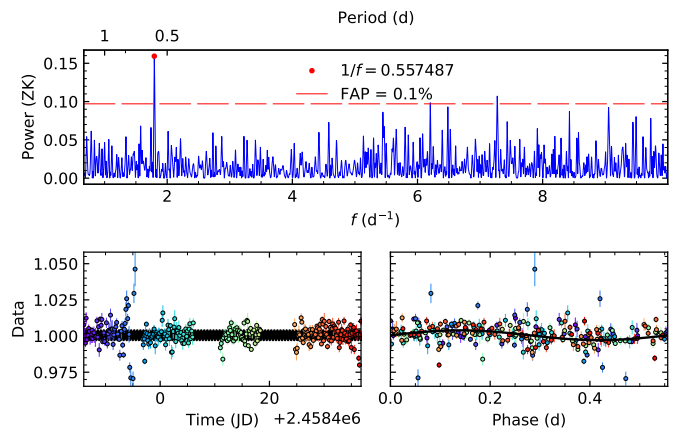 Period (d)
1 0.5
0.15
0.10
0.05
0.00
Power (ZK)
1/f = 0.557487
FAP = 0.1%
2 4 6 8
f (d⁻¹)
1.050
1.025
1.000
0.975
Data
0 20
Time (JD) +2.4584e6
0.0 0.2 0.4
Phase (d)